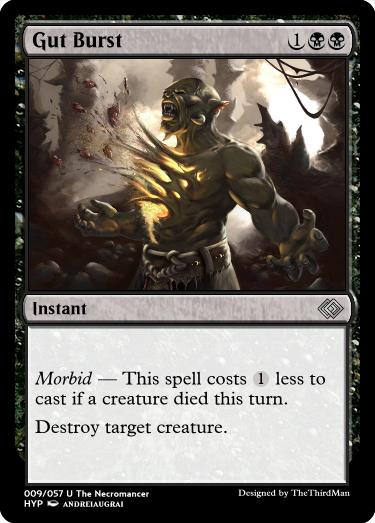 Gut Burst 1
Instant
Morbid — This spell costs 1 less to
cast if a creature died this turn.
Destroy target creature.
009/057 U The Necromancer
Designed by TheThirdMan
HYP ANDREIAUGRAI